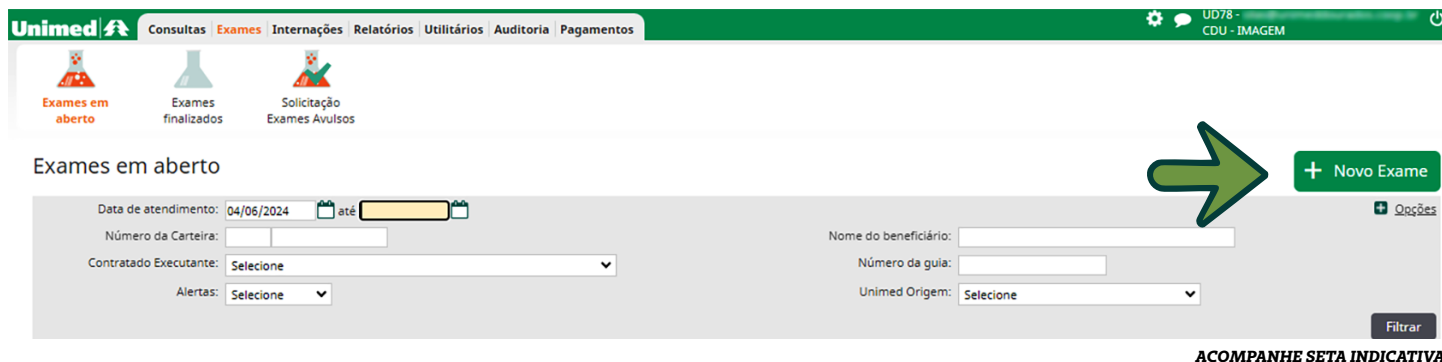 UD78 -
Unimed Consultas Exames Internações Relatórios Utilitários Auditoria Pagamentos
CDU - IMAGEM
Exames em aberto
Exames finalizados
Solicitação Exames Avulsos
Exames em aberto
+ Novo Exame
Data de atendimento: 04/06/2024 até
Opções
Número da Carteira:
Nome do beneficiário:
Contratado Executante: Selecione
Número da guia:
Alertas: Selecione
Unimed Origem: Selecione
Filtrar
ACOMPANHE SETA INDICATIVA